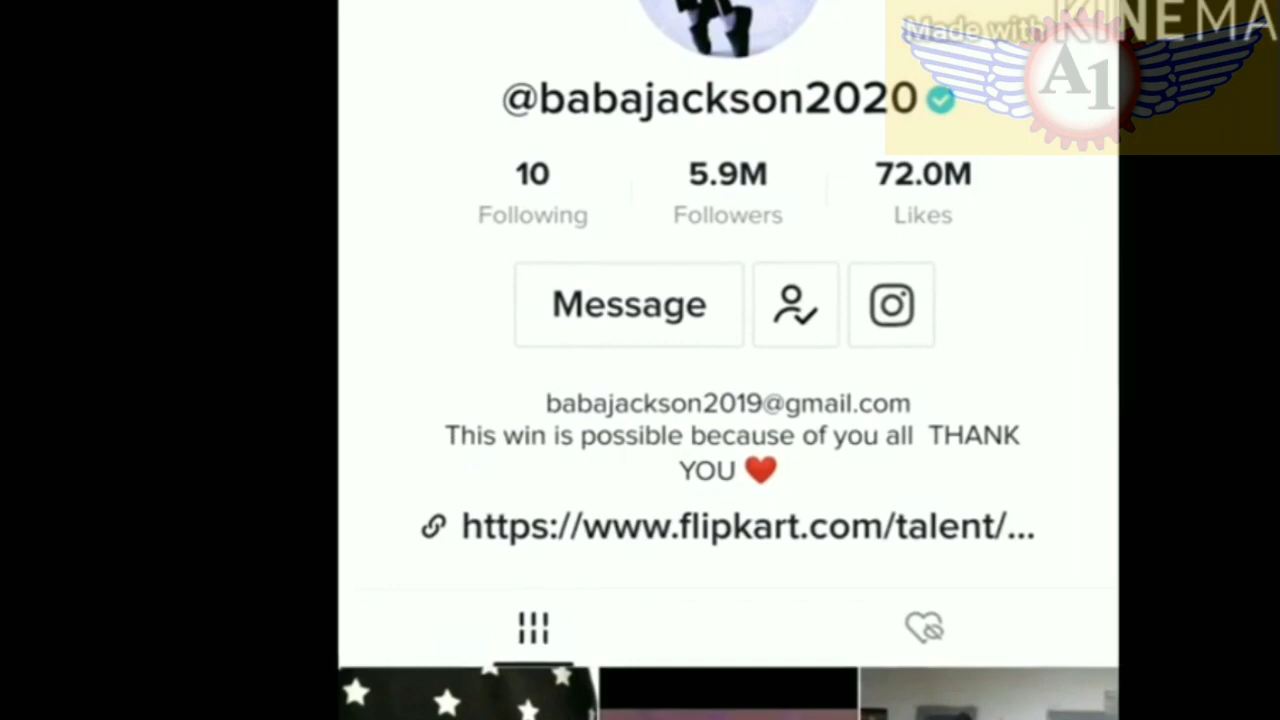 Made with KINEMA
A1
@babajackson2020
10
5.9M
72.0M
Following
Followers
Likes
Message
babajackson2019@gmail.com
This win is possible because of you all THANK
YOU ❤️
https://www.flipkart.com/talent/...